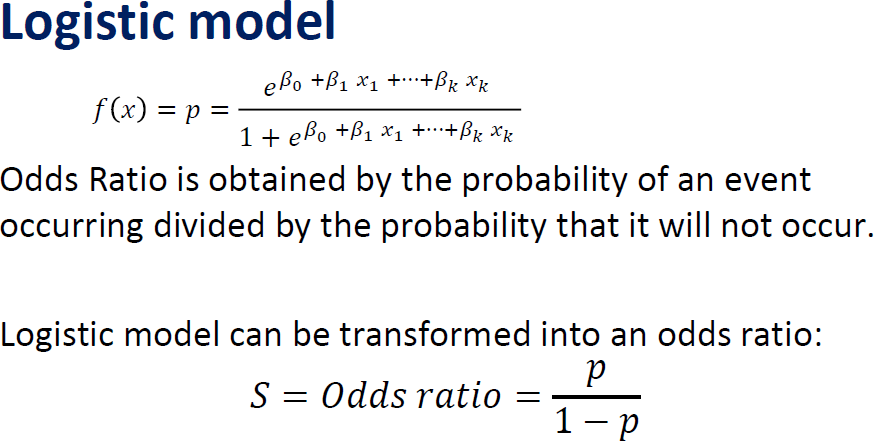 Logistic model
f(x) = p = e^{β₀ + β₁ x₁ + ⋯ + βₖ xₖ} / 1 + e^{β₀ + β₁ x₁ + ⋯ + βₖ xₖ}
Odds Ratio is obtained by the probability of an event
occurring divided by the probability that it will not occur.
Logistic model can be transformed into an odds ratio:
S = Odds ratio = p / 1 − p